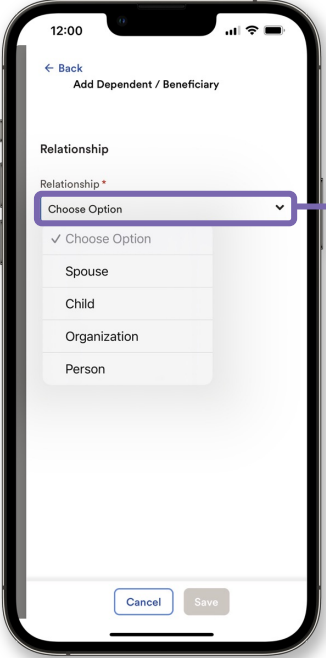 12:00
← Back
Add Dependent / Beneficiary
Relationship
Relationship *
Choose Option
✓ Choose Option
Spouse
Child
Organization
Person
Cancel Save